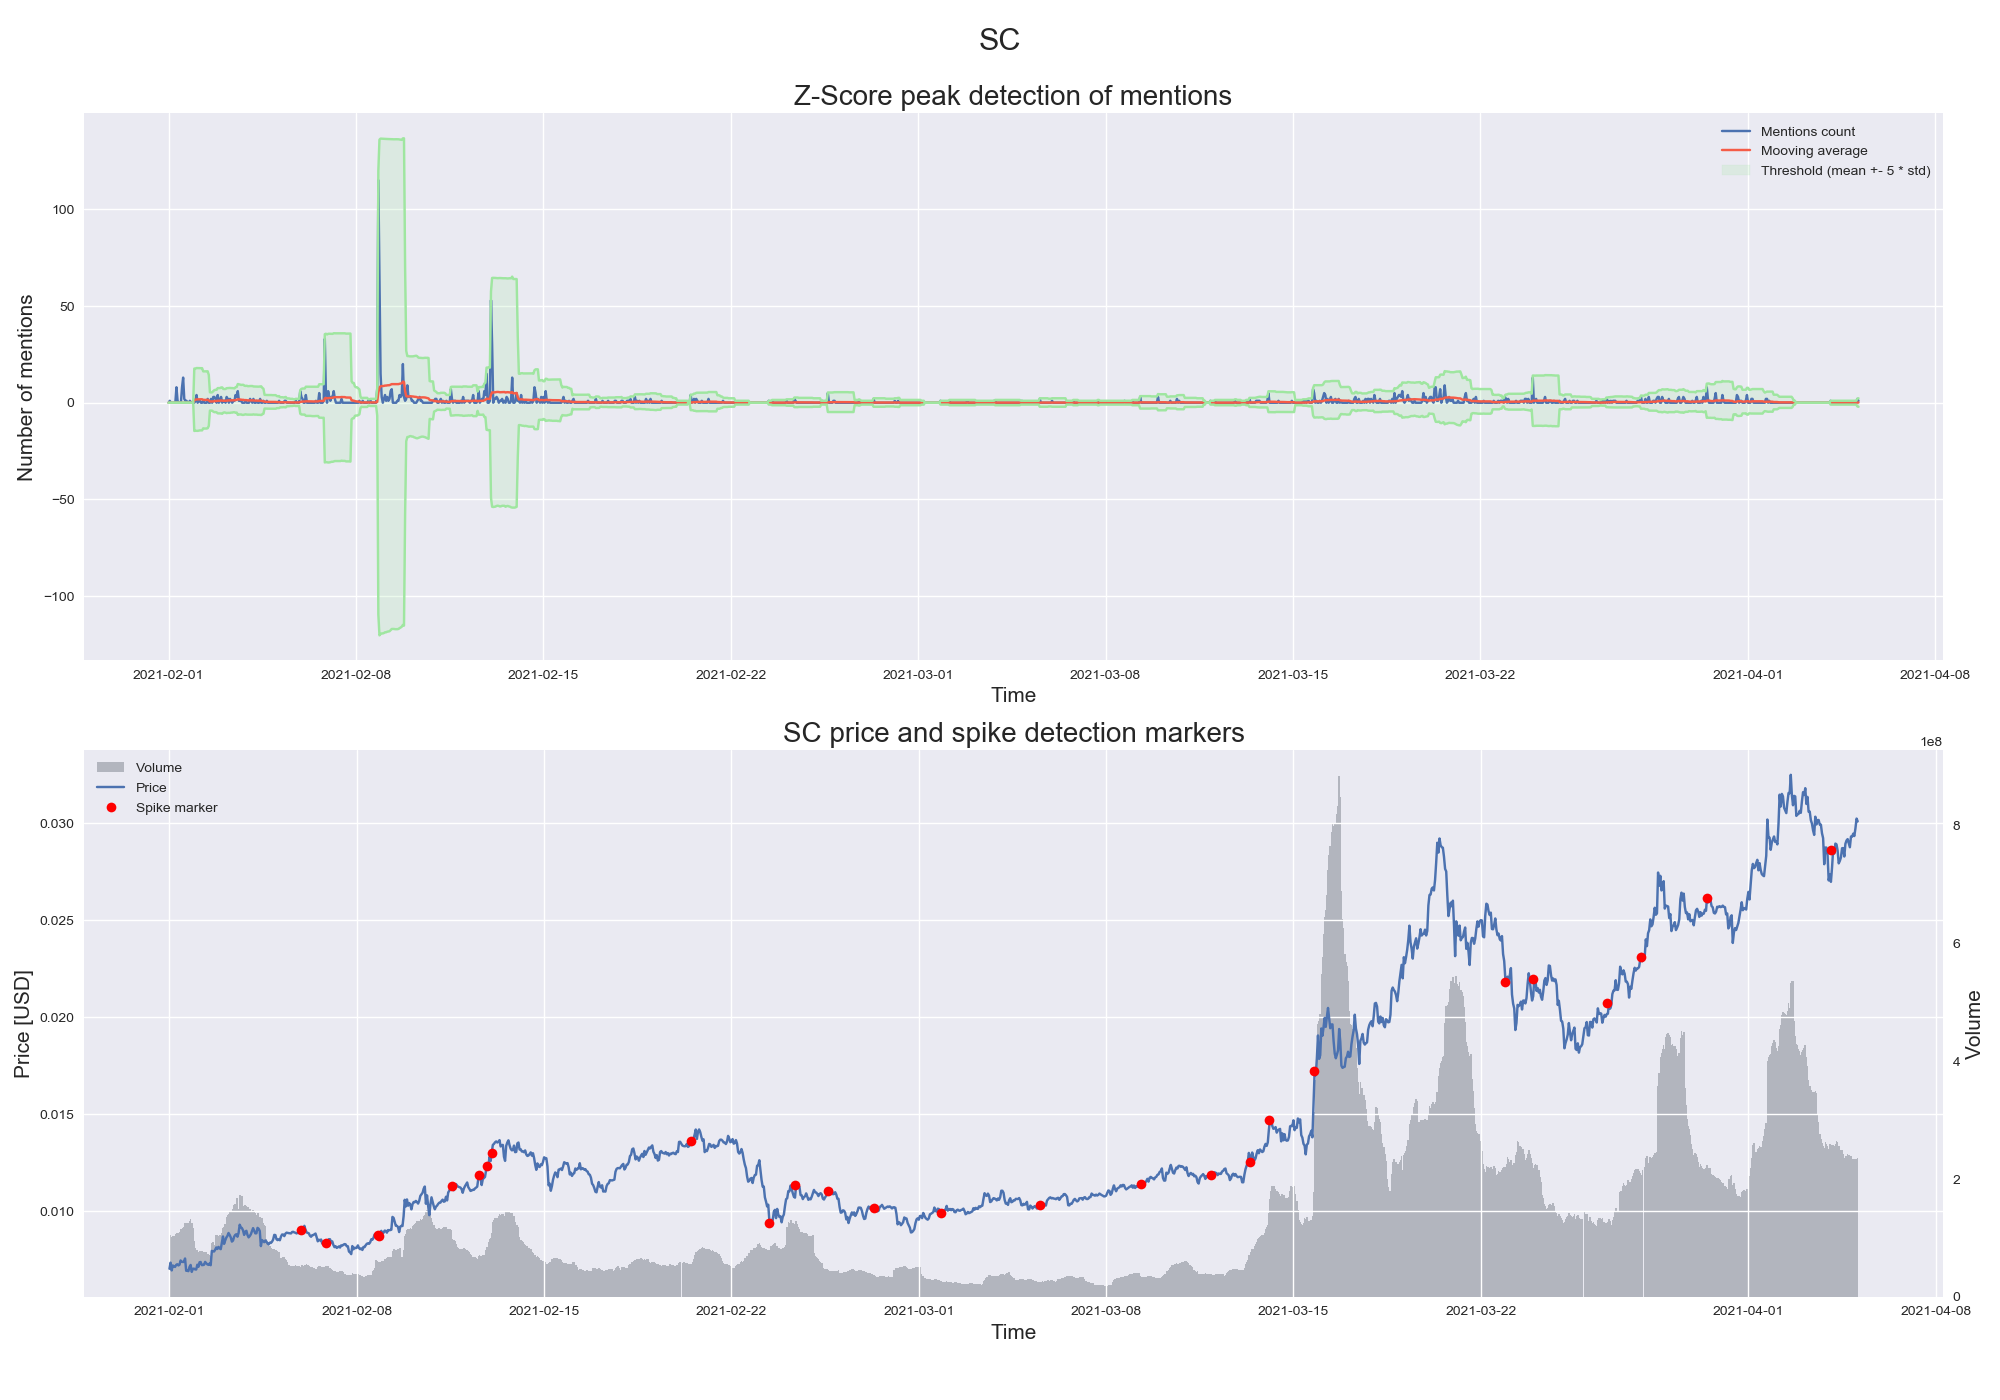 SC
Z-Score peak detection of mentions
Mentions count
Mooving average
Threshold (mean +- 5 * std)
Number of mentions
100
50
0
−50
−100
2021-02-01 2021-02-08 2021-02-15 2021-02-22 2021-03-01 2021-03-08 2021-03-15 2021-03-22 2021-04-01 2021-04-08
Time
SC price and spike detection markers
1e8
Volume
Price
Spike marker
Price [USD]
0.030
0.025
0.020
0.015
0.010
8
6
4
2
0
Volume
2021-02-01 2021-02-08 2021-02-15 2021-02-22 2021-03-01 2021-03-08 2021-03-15 2021-03-22 2021-04-01 2021-04-08
Time